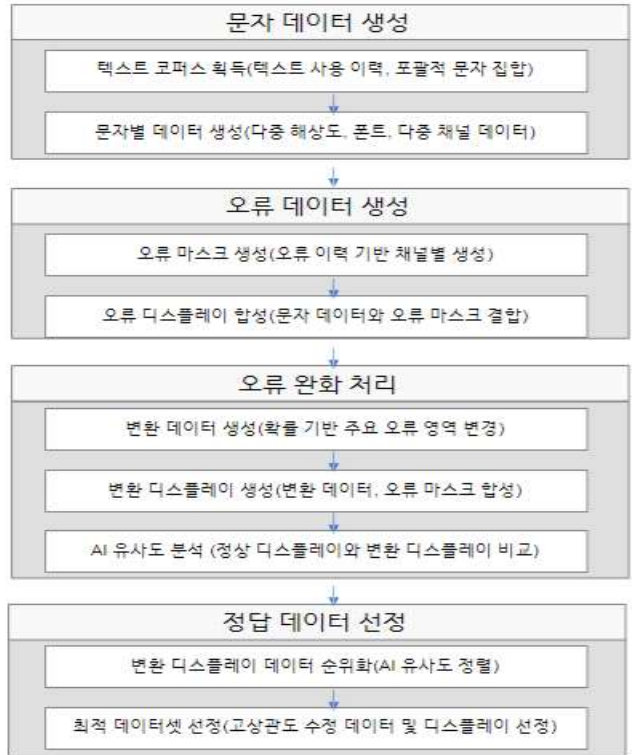 문자 데이터 생성
텍스트 코퍼스 획득(텍스트 사용 이력, 포괄적 문자 집합)
문자별 데이터 생성(다중 해상도, 폰트, 다중 채널 데이터)
오류 데이터 생성
오류 마스크 생성(오류 이력 기반 채널별 생성)
오류 디스플레이 합성(문자 데이터와 오류 마스크 결합)
오류 완화 처리
변환 데이터 생성(확률 기반 주요 오류 영역 변경)
변환 디스플레이 생성(변환 데이터, 오류 마스크 합성)
AI 유사도 분석 (정상 디스플레이와 변환 디스플레이 비교)
정답 데이터 선정
변환 디스플레이 데이터 순위화(AI 유사도 정렬)
최적 데이터셋 선정(고상관도 수정 데이터 및 디스플레이 선정)